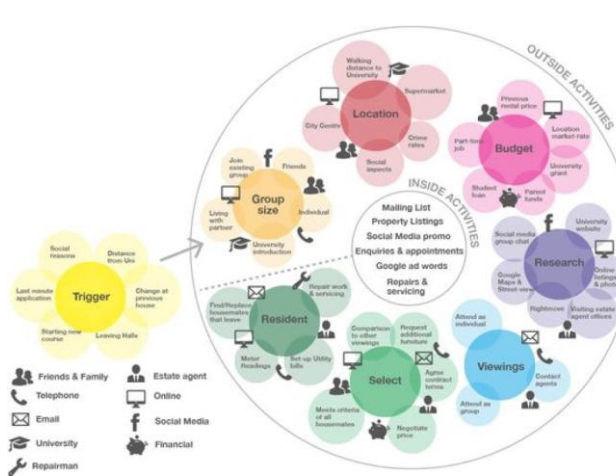 OUTSIDE ACTIVITIES
INSIDE ACTIVITIES
Mailing List
Property Listings
Social Media promo
Enquiries & appointments
Google ad words
Repairs &
servicing
Trigger
Social
reasons
Distance
from Uni
Change at
previous
house
Leaving Halls
Starting new
course
Last minute
application
Group
size
Join
existing
group
Friends
Individual
University
introduction
Living with
partner
Location
Walking
distance to
University
Supermarket
Crime
rates
Social
aspects
City Centre
Budget
Previous
rental price
Location
market rate
University
grant
Parent
funds
Student
loan
Part-time
job
Research
Social media
group chat
University
website
Online
listings
& photos
Visiting estate
agent offices
Rightmove
Google
Maps &
Street view
Viewings
Attend as
individual
Contact
agents
Attend as
group
Select
Comparison
to other
viewings
Request
additional
furniture
Agree
contract
terms
Negotiate
price
Meets criteria
of all
housemates
Resident
Find/Replace
housemates
that leave
Repair work
& servicing
Set up Utility
bills
Meter
Readings
Friends & Family
Telephone
Email
University
Repairman
Estate agent
Online
Social Media
Financial